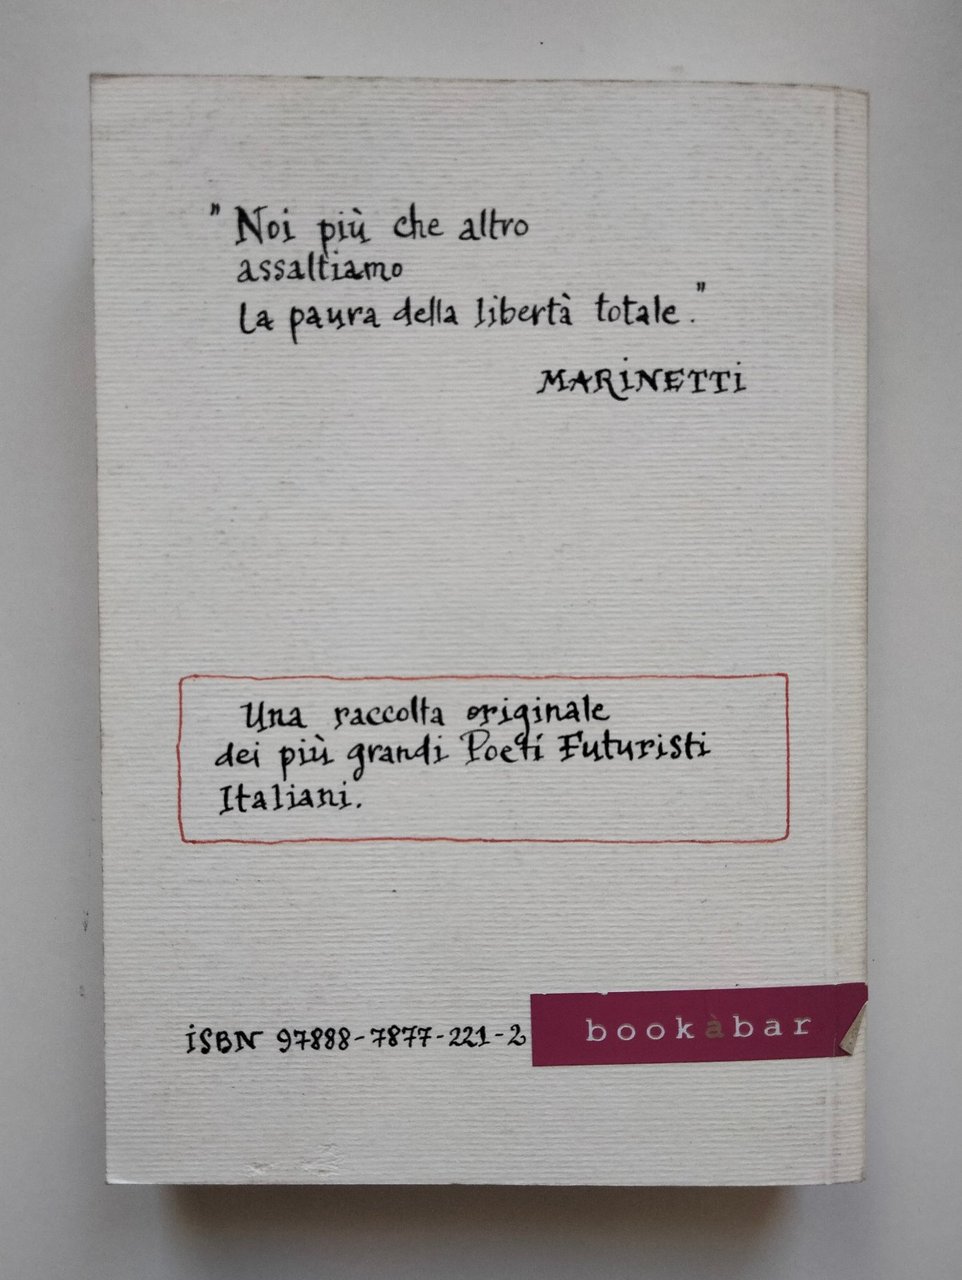 " Noi più che altro
assaltiamo
la paura della libertà totale."
MARINETTI
Una raccolta originale
dei più grandi Poeti Futuristi
Italiani.
ISBN 97888-7877-221-2
bookàbar